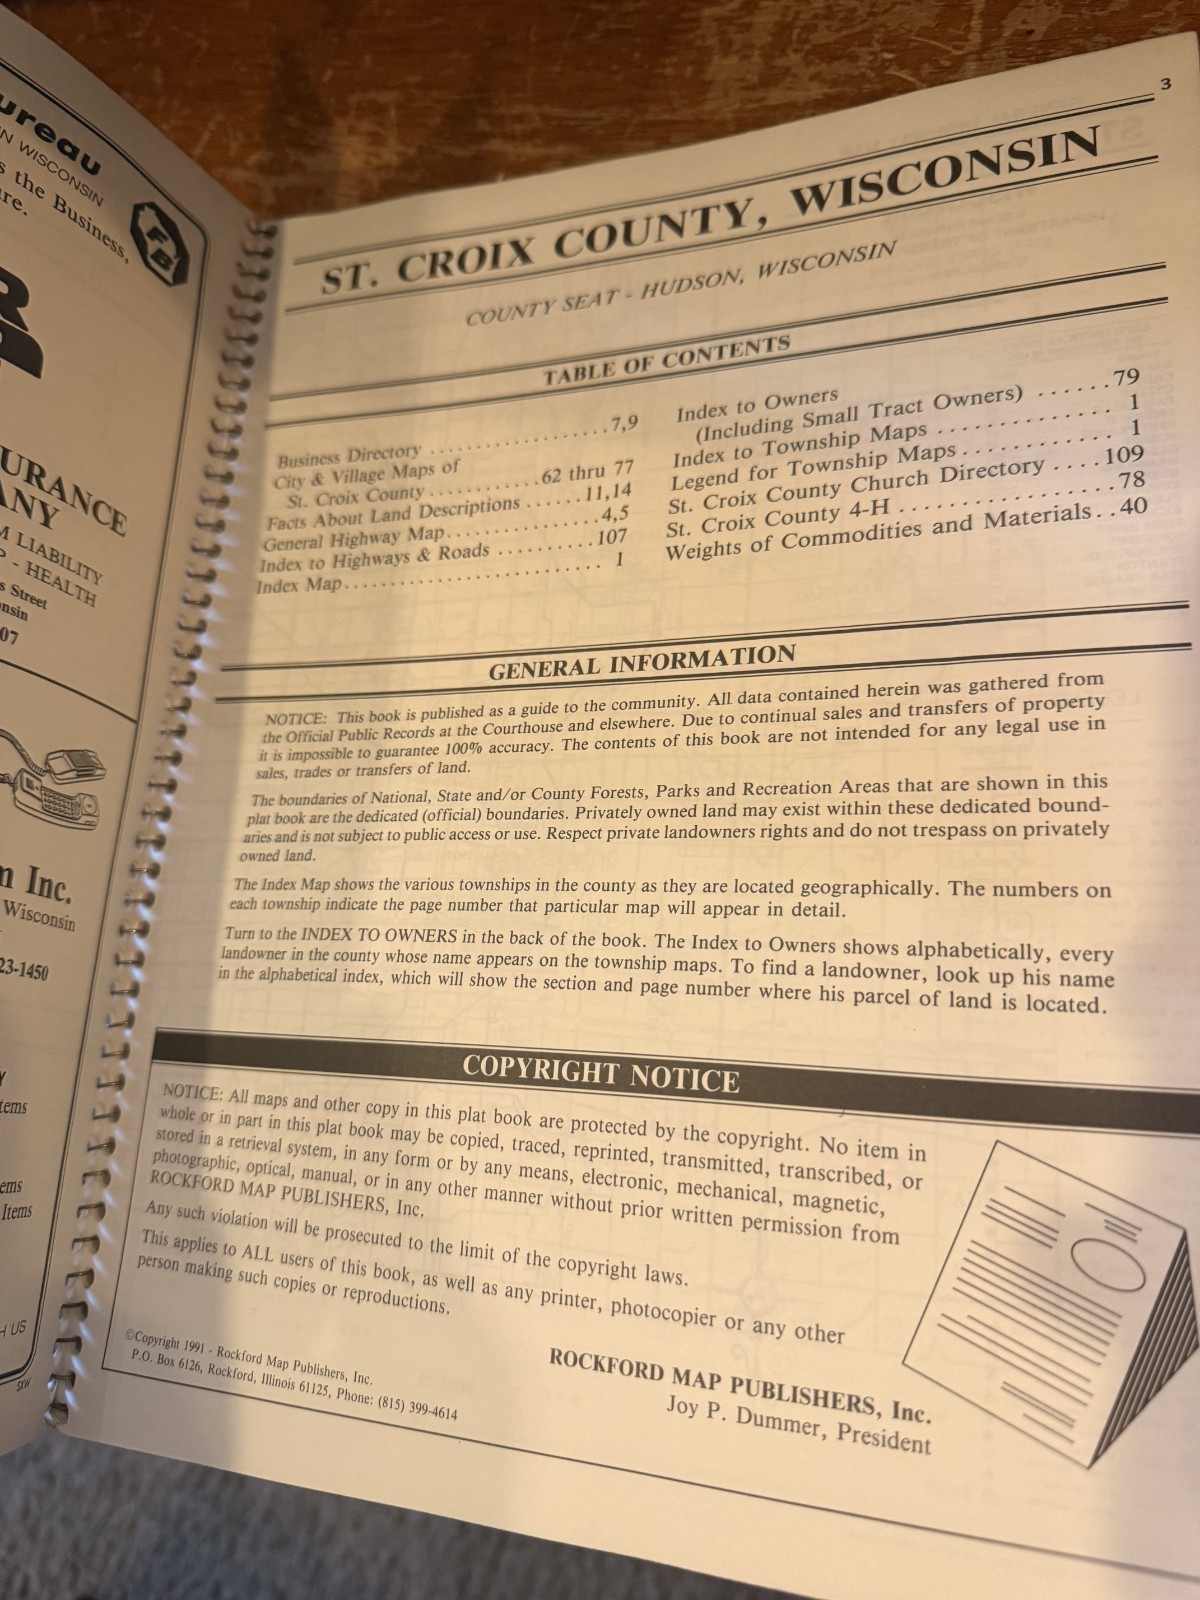 ureau
IN WISCONSIN
s the Business,
re.
FB
R
URANCE
ANY
M LIABILITY
P - HEALTH
s Street
onsin
07
n Inc.
Wisconsin
23-1450
Y
tems
ems
Items
H US
SKW
3
ST. CROIX COUNTY, WISCONSIN
COUNTY SEAT - HUDSON, WISCONSIN
TABLE OF CONTENTS
Business Directory ..................7,9
City & Village Maps of
St. Croix County...........62 thru 77
Facts About Land Descriptions ......11,14
General Highway Map...............4,5
Index to Highways & Roads ..........107
Index Map.......................... 1
Index to Owners
(Including Small Tract Owners) ......79
Index to Township Maps ............ 1
Legend for Township Maps........... 1
St. Croix County Church Directory ....109
St. Croix County 4-H ...............78
Weights of Commodities and Materials..40
GENERAL INFORMATION
NOTICE: This book is published as a guide to the community. All data contained herein was gathered from
the Official Public Records at the Courthouse and elsewhere. Due to continual sales and transfers of property
it is impossible to guarantee 100% accuracy. The contents of this book are not intended for any legal use in
sales, trades or transfers of land.
The boundaries of National, State and/or County Forests, Parks and Recreation Areas that are shown in this
plat book are the dedicated (official) boundaries. Privately owned land may exist within these dedicated bound-
aries and is not subject to public access or use. Respect private landowners rights and do not trespass on privately
owned land.
The Index Map shows the various townships in the county as they are located geographically. The numbers on
each township indicate the page number that particular map will appear in detail.
Turn to the INDEX TO OWNERS in the back of the book. The Index to Owners shows alphabetically, every
landowner in the county whose name appears on the township maps. To find a landowner, look up his name
in the alphabetical index, which will show the section and page number where his parcel of land is located.
COPYRIGHT NOTICE
NOTICE: All maps and other copy in this plat book are protected by the copyright. No item in
whole or in part in this plat book may be copied, traced, reprinted, transmitted, transcribed, or
stored in a retrieval system, in any form or by any means, electronic, mechanical, magnetic,
photographic, optical, manual, or in any other manner without prior written permission from
ROCKFORD MAP PUBLISHERS, Inc.
Any such violation will be prosecuted to the limit of the copyright laws.
This applies to ALL users of this book, as well as any printer, photocopier or any other
person making such copies or reproductions.
©Copyright 1991 - Rockford Map Publishers, Inc.
P.O. Box 6126, Rockford, Illinois 61125, Phone: (815) 399-4614
ROCKFORD MAP PUBLISHERS, Inc.
Joy P. Dummer, President